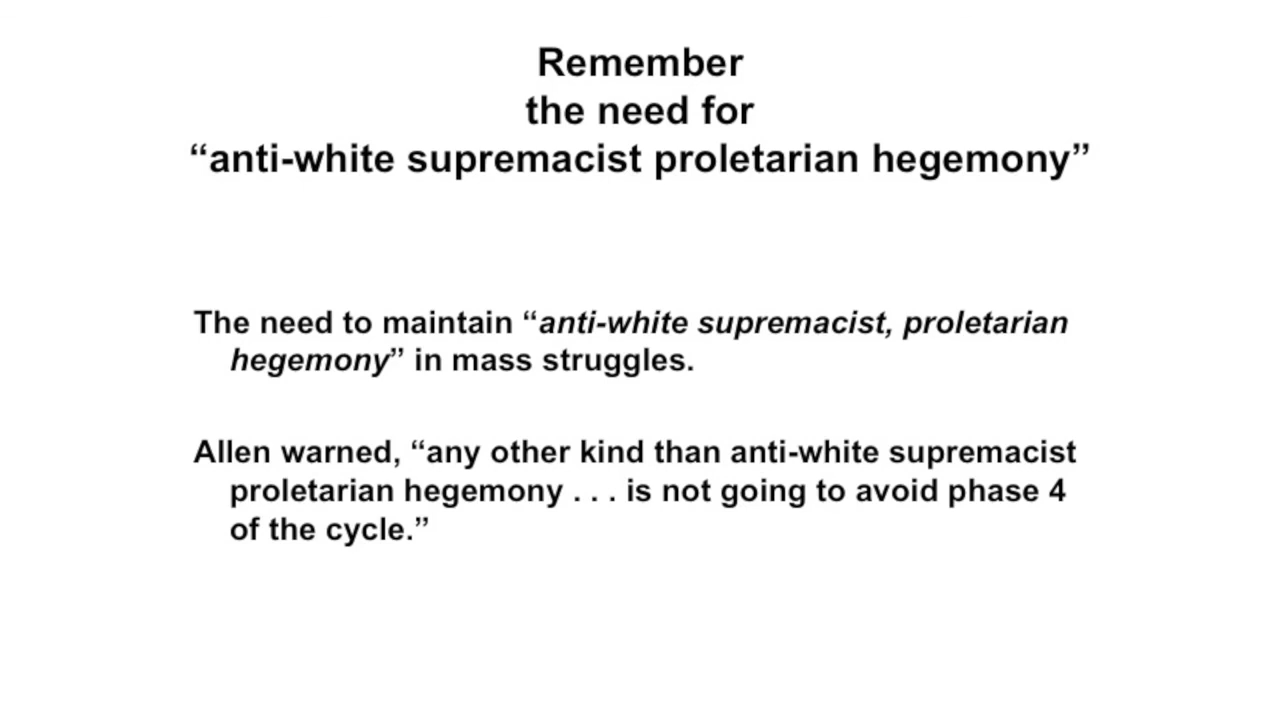 Remember
the need for
“anti-white supremacist proletarian hegemony”
The need to maintain “anti-white supremacist, proletarian
hegemony” in mass struggles.
Allen warned, “any other kind than anti-white supremacist
proletarian hegemony . . . is not going to avoid phase 4
of the cycle.”